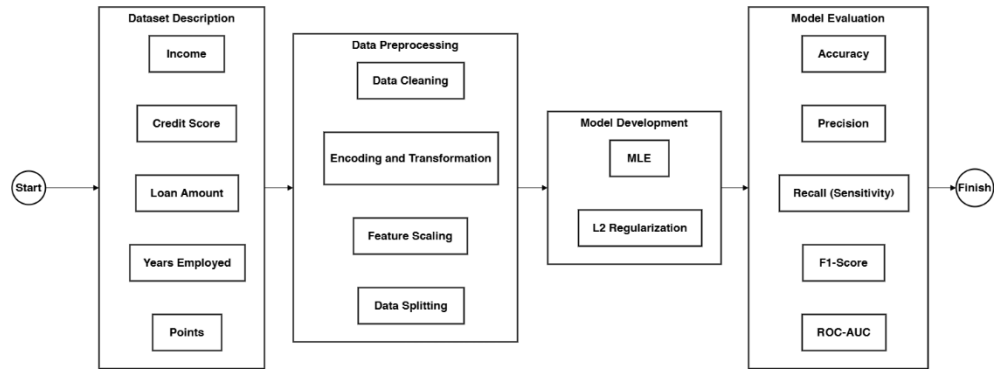 Start
Dataset Description
Income
Credit Score
Loan Amount
Years Employed
Points
Data Preprocessing
Data Cleaning
Encoding and Transformation
Feature Scaling
Data Splitting
Model Development
MLE
L2 Regularization
Model Evaluation
Accuracy
Precision
Recall (Sensitivity)
F1-Score
ROC-AUC
Finish